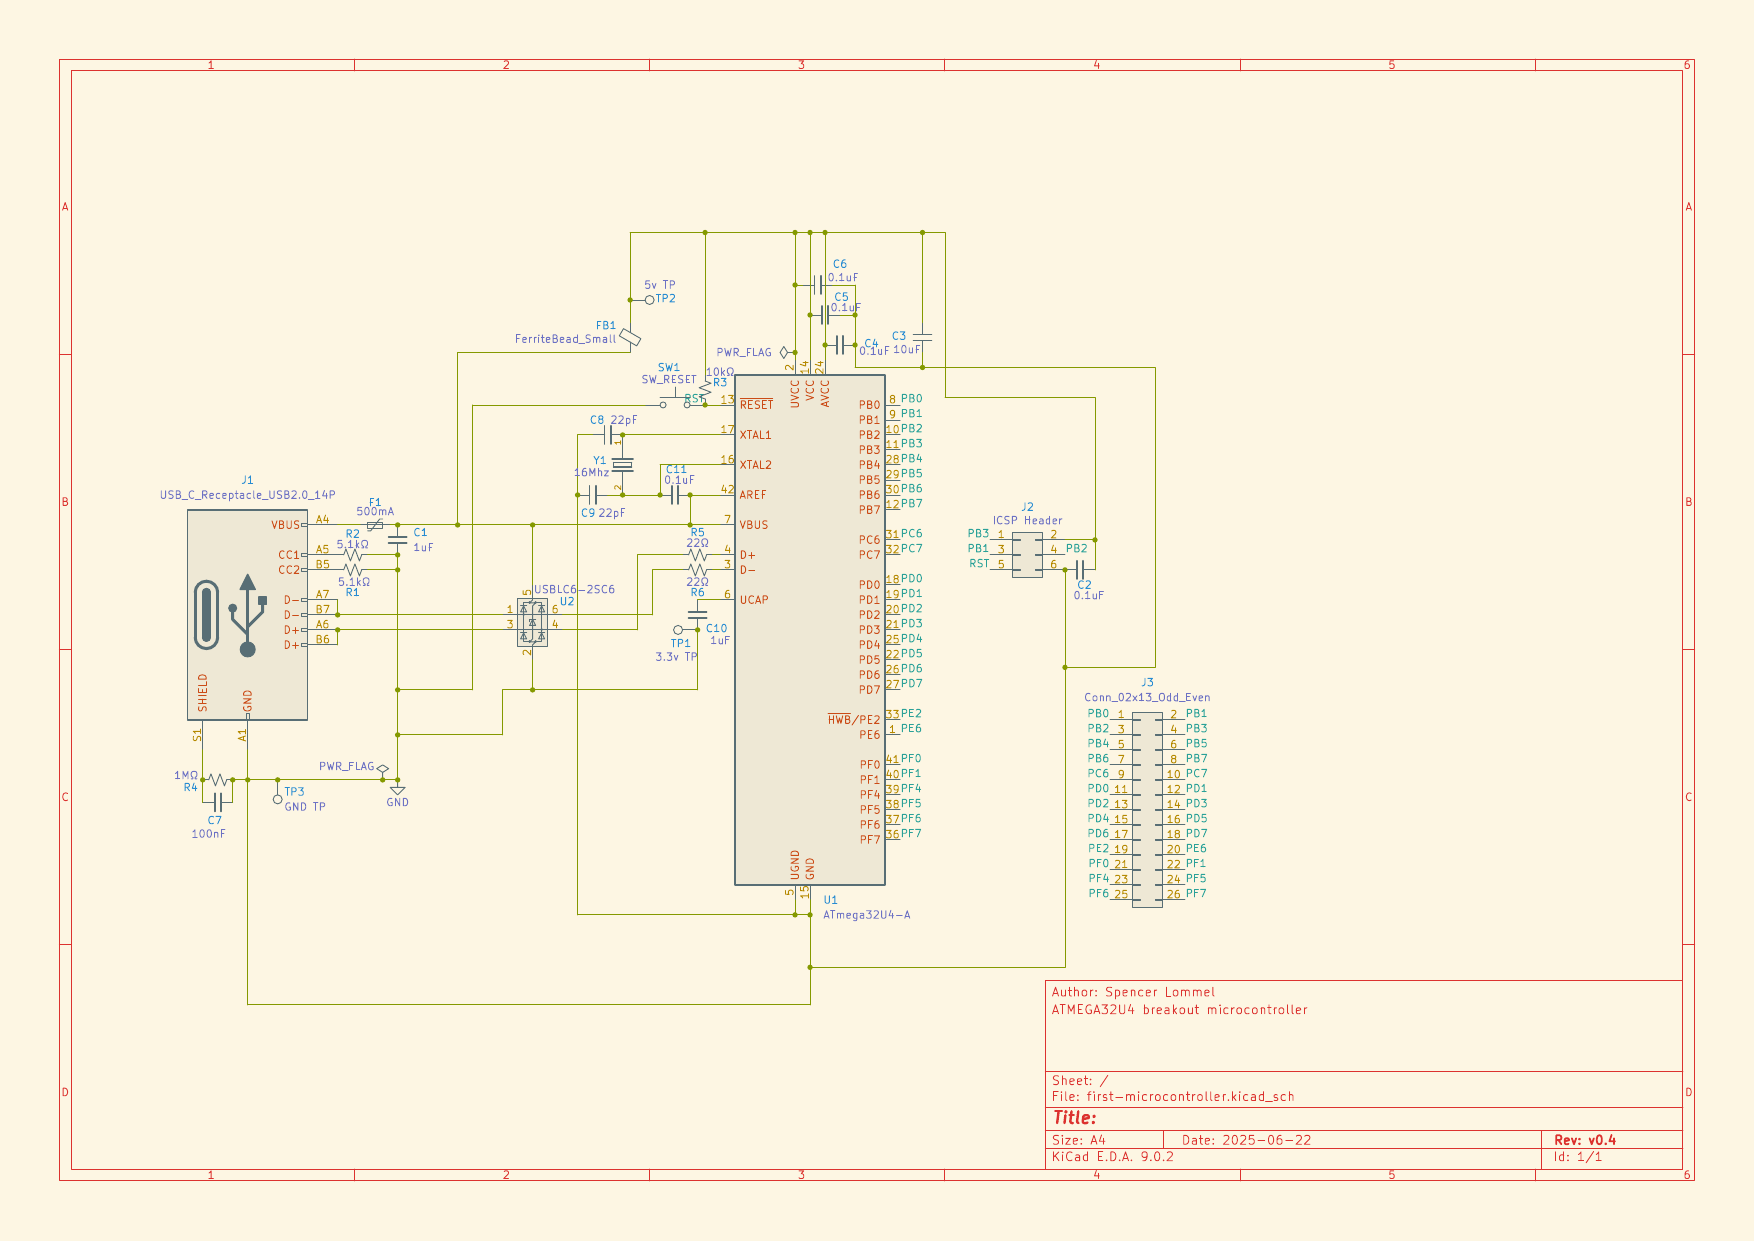 1 2 3 4 5 6
A
A
C6
0.1uF
5v TP
TP2
C5
0.1uF
FB1
FerriteBead_Small
C3
10uF
C4
0.1uF
PWR_FLAG
2
14
24
SW1
SW_RESET
10kΩ
R3
RST
13 RESET
UVCC
VCC
AVCC
PB0 8 PB0
PB1 9 PB1
C8 22pF
17 XTAL1
PB2 10 PB2
PB3 11 PB3
1
Y1
16Mhz
2
16 XTAL2
PB4 28 PB4
C11
0.1uF
PB5 29 PB5
42 AREF
PB6 30 PB6
PB7 12 PB7
C9 22pF
J1
USB_C_Receptacle_USB2.0_14P
B
B
F1
500mA
VBUS A4
C1
1uF
7 VBUS
R2
5.1kΩ
CC1 A5
CC2 B5
5.1kΩ
R1
R5
22Ω
4 D+
3 D-
22Ω
R6
PC6 31 PC6
PC7 32 PC7
J2
ICSP Header
PB3 1 2
PB1 3 4 PB2
RST 5 6
C2
0.1uF
D- A7
D- B7
D+ A6
D+ B6
USBLC6-2SC6
U2
5
1 6
3 4
2
6 UCAP
C10
1uF
TP1
3.3v TP
PD0 18 PD0
PD1 19 PD1
PD2 20 PD2
PD3 21 PD3
PD4 25 PD4
PD5 22 PD5
PD6 26 PD6
PD7 27 PD7
SHIELD
GND
S1
A1
HWB/PE2 33 PE2
PE6 1 PE6
PF0 41 PF0
PF1 40 PF1
PF4 39 PF4
PF5 38 PF5
PF6 37 PF6
PF7 36 PF7
J3
Conn_02x13_Odd_Even
PB0 1 2 PB1
PB2 3 4 PB3
PB4 5 6 PB5
PB6 7 8 PB7
PC6 9 10 PC7
PD0 11 12 PD1
PD2 13 14 PD3
PD4 15 16 PD5
PD6 17 18 PD7
PE2 19 20 PE6
PF0 21 22 PF1
PF4 23 24 PF5
PF6 25 26 PF7
PWR_FLAG
1MΩ
R4
TP3
GND TP
GND
C7
100nF
C
C
UGND
GND
5
15
U1
ATmega32U4-A
Author: Spencer Lommel
ATMEGA32U4 breakout microcontroller
D
D
Sheet: /
File: first-microcontroller.kicad_sch
Title:
Size: A4 Date: 2025-06-22 Rev: v0.4
KiCad E.D.A. 9.0.2 Id: 1/1
1 2 3 4 5 6